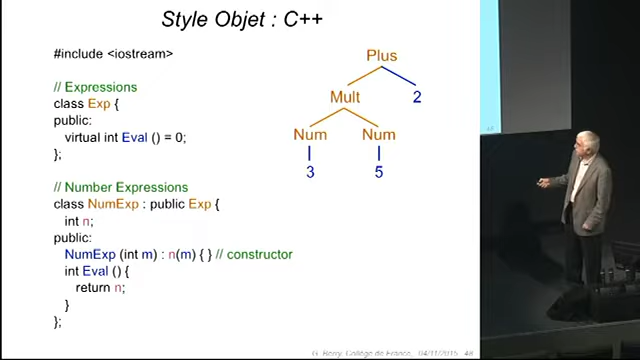 Style Objet : C++
#include <iostream>
// Expressions
class Exp {
public:
virtual int Eval () = 0;
};
// Number Expressions
class NumExp : public Exp {
int n;
public:
NumExp (int m) : n(m) { } // constructor
int Eval () {
return n;
}
};
Plus
Mult 2
Num Num
3 5
G. Berry, Collège de France, 04/11/2015, 48